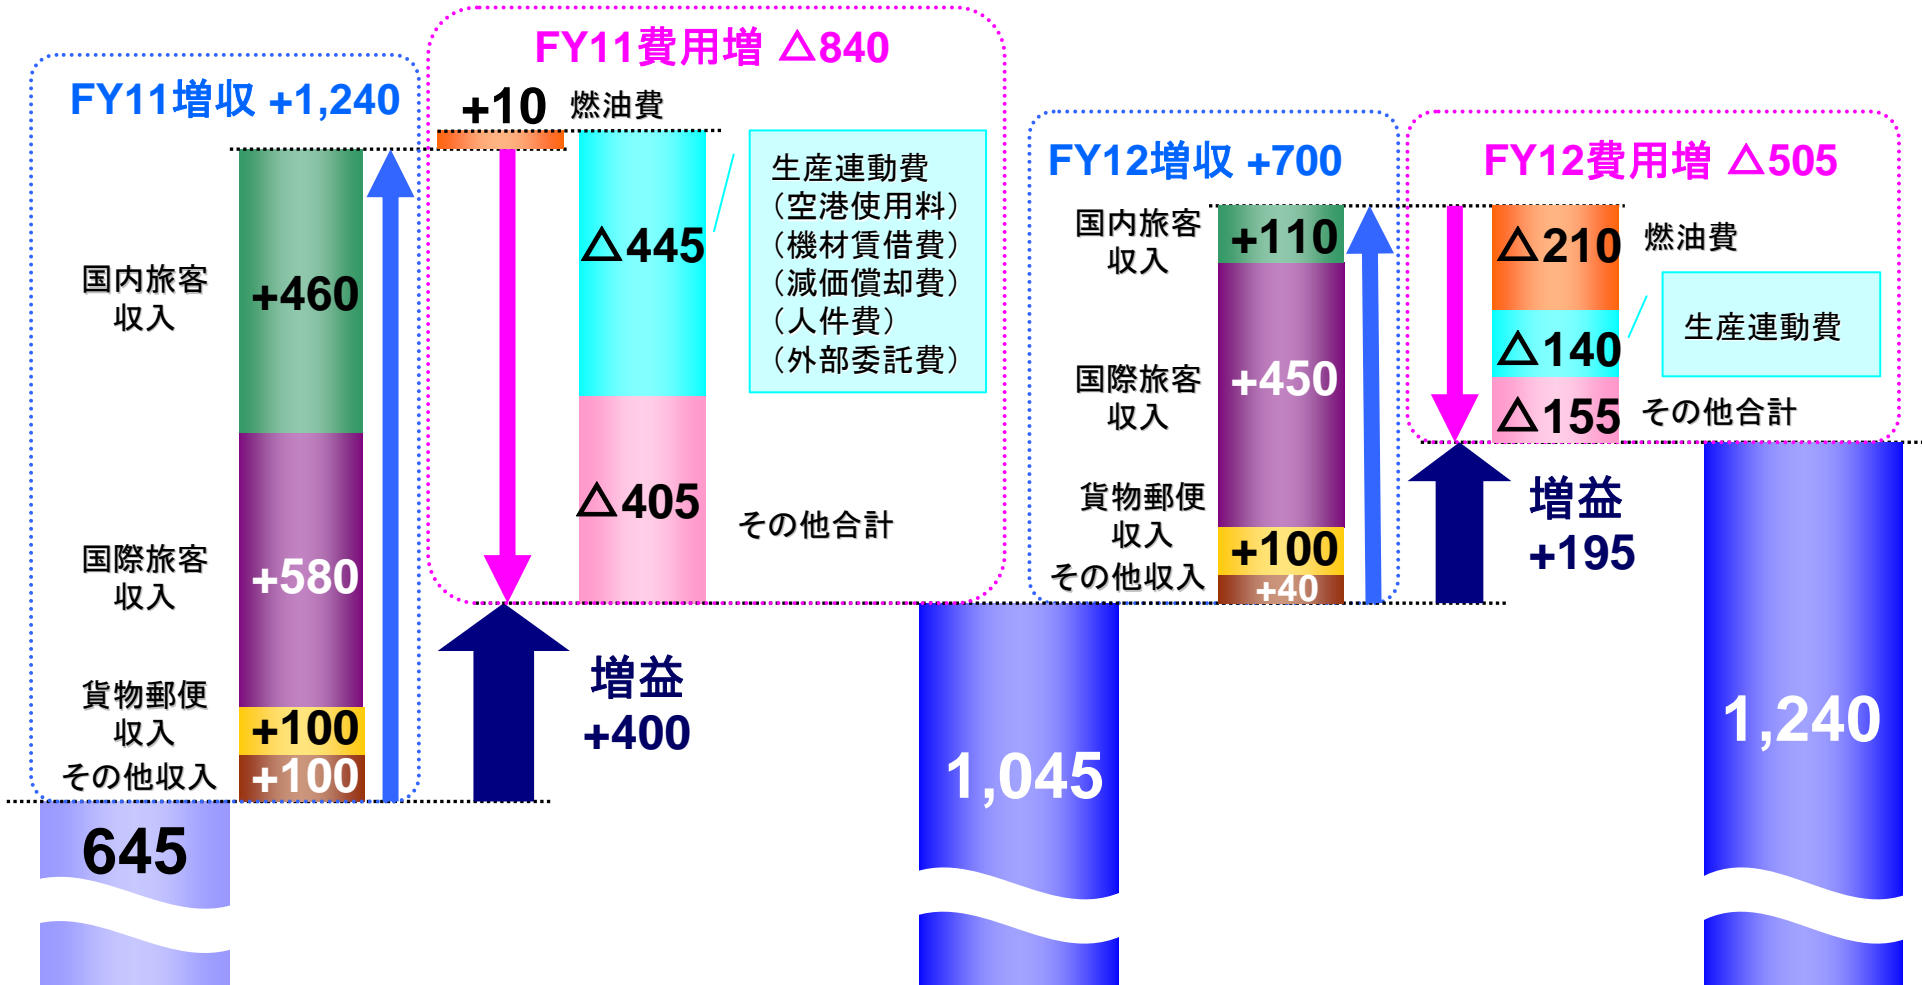 FY11増収 +1,240
国内旅客
収入
+460
国際旅客
収入
+580
貨物郵便
収入
+100
その他収入
+100
645
FY11費用増 △840
+10 燃油費
△445
生産連動費
（空港使用料）
（機材賃借費）
（減価償却費）
（人件費）
（外部委託費）
△405
その他合計
増益
+400
1,045
FY12増収 +700
国内旅客
収入
+110
国際旅客
収入
+450
貨物郵便
収入
+100
その他収入
+40
FY12費用増 △505
△210 燃油費
△140
生産連動費
△155 その他合計
増益
+195
1,240